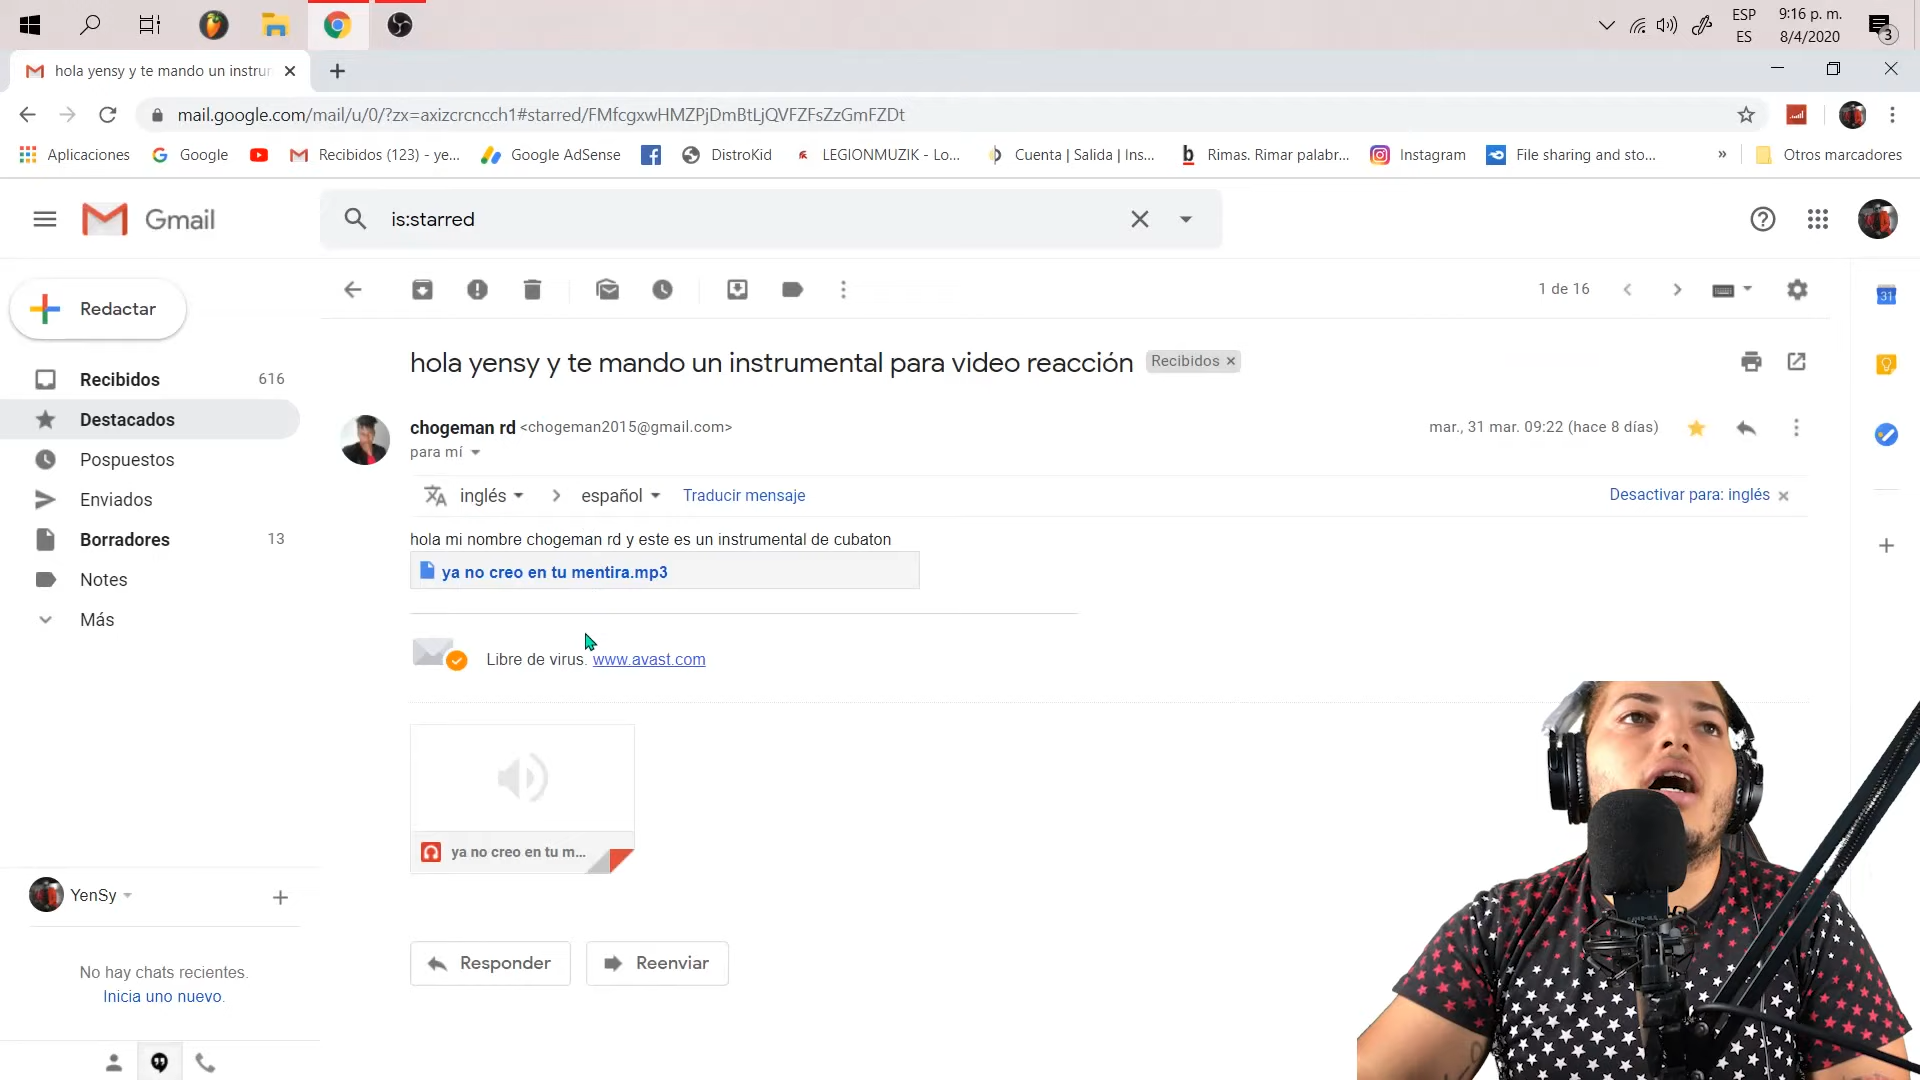 ESP
ES
9:16 p. m.
8/4/2020
3
hola yensy y te mando un instrur
mail.google.com/mail/u/0/?zx=axizcrcncch1#starred/FMfcgxwHMZPjDmBtLjQVFZFsZzGmFZDt
Aplicaciones Google Recibidos (123) - ye... Google AdSense DistroKid LEGIONMUZIK - Lo... Cuenta | Salida | Ins... Rimas. Rimar palabr... Instagram File sharing and sto... » Otros marcadores
Gmail
is:starred
Redactar
1 de 16
31
hola yensy y te mando un instrumental para video reacción Recibidos ×
Recibidos 616
Destacados
Pospuestos
Enviados
Borradores 13
Notes
Más
chogeman rd <chogeman2015@gmail.com> mar., 31 mar. 09:22 (hace 8 días)
para mí
inglés > español Traducir mensaje Desactivar para: inglés ×
hola mi nombre chogeman rd y este es un instrumental de cubaton
ya no creo en tu mentira.mp3
Libre de virus. www.avast.com
ya no creo en tu m...
Responder Reenviar
YenSy
No hay chats recientes.
Inicia uno nuevo.